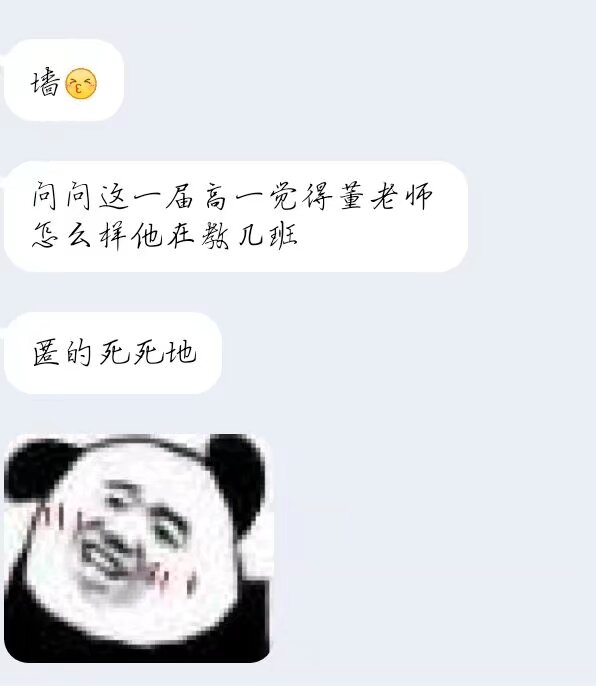 墙😚
问问这一届高一觉得董老师
怎么样他在教几班
匿的死死地